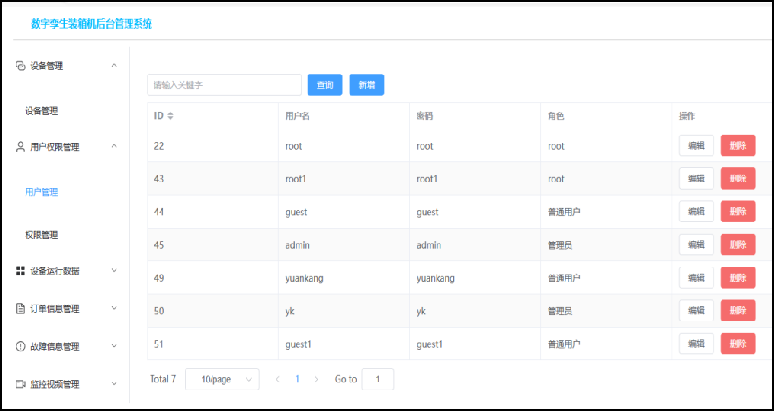 数字孪生装箱机后台管理系统
设备管理
设备管理
用户权限管理
用户管理
权限管理
设备运行数据
订单信息管理
故障信息管理
监控视频管理
请输入关键字 查询 新增
ID 用户名 密码 角色 操作
22 root root root 编辑 删除
43 root1 root1 root 编辑 删除
44 guest guest 普通用户 编辑 删除
45 admin admin 管理员 编辑 删除
49 yuankang yuankang 普通用户 编辑 删除
50 yk yk 管理员 编辑 删除
51 guest1 guest1 普通用户 编辑 删除
Total 7 10/page 1 Go to 1